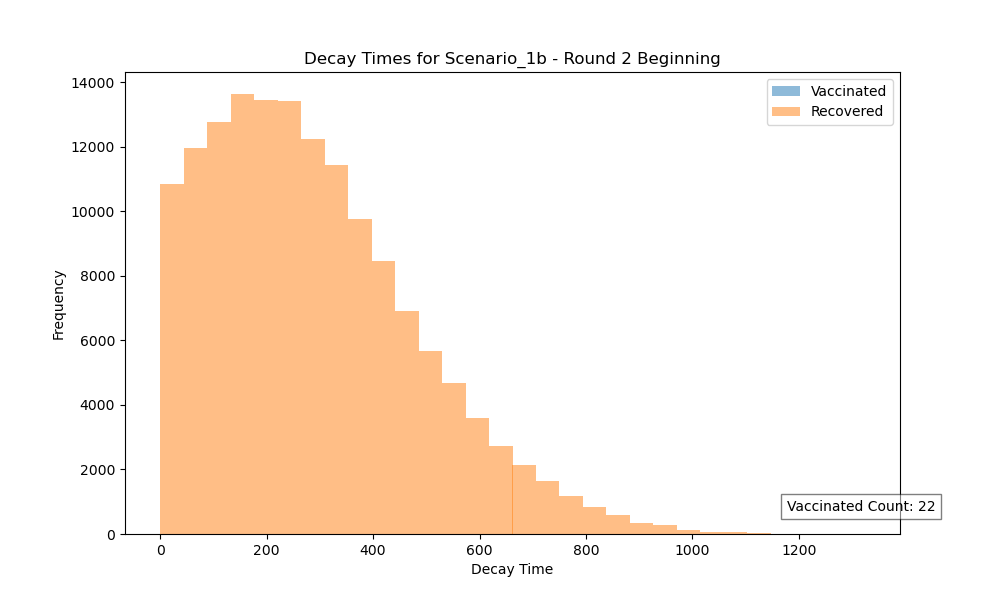 Decay Times for Scenario_1b - Round 2 Beginning
14000
12000
10000
8000
6000
4000
2000
0
Frequency
Vaccinated
Recovered
Vaccinated Count: 22
0 200 400 600 800 1000 1200
Decay Time